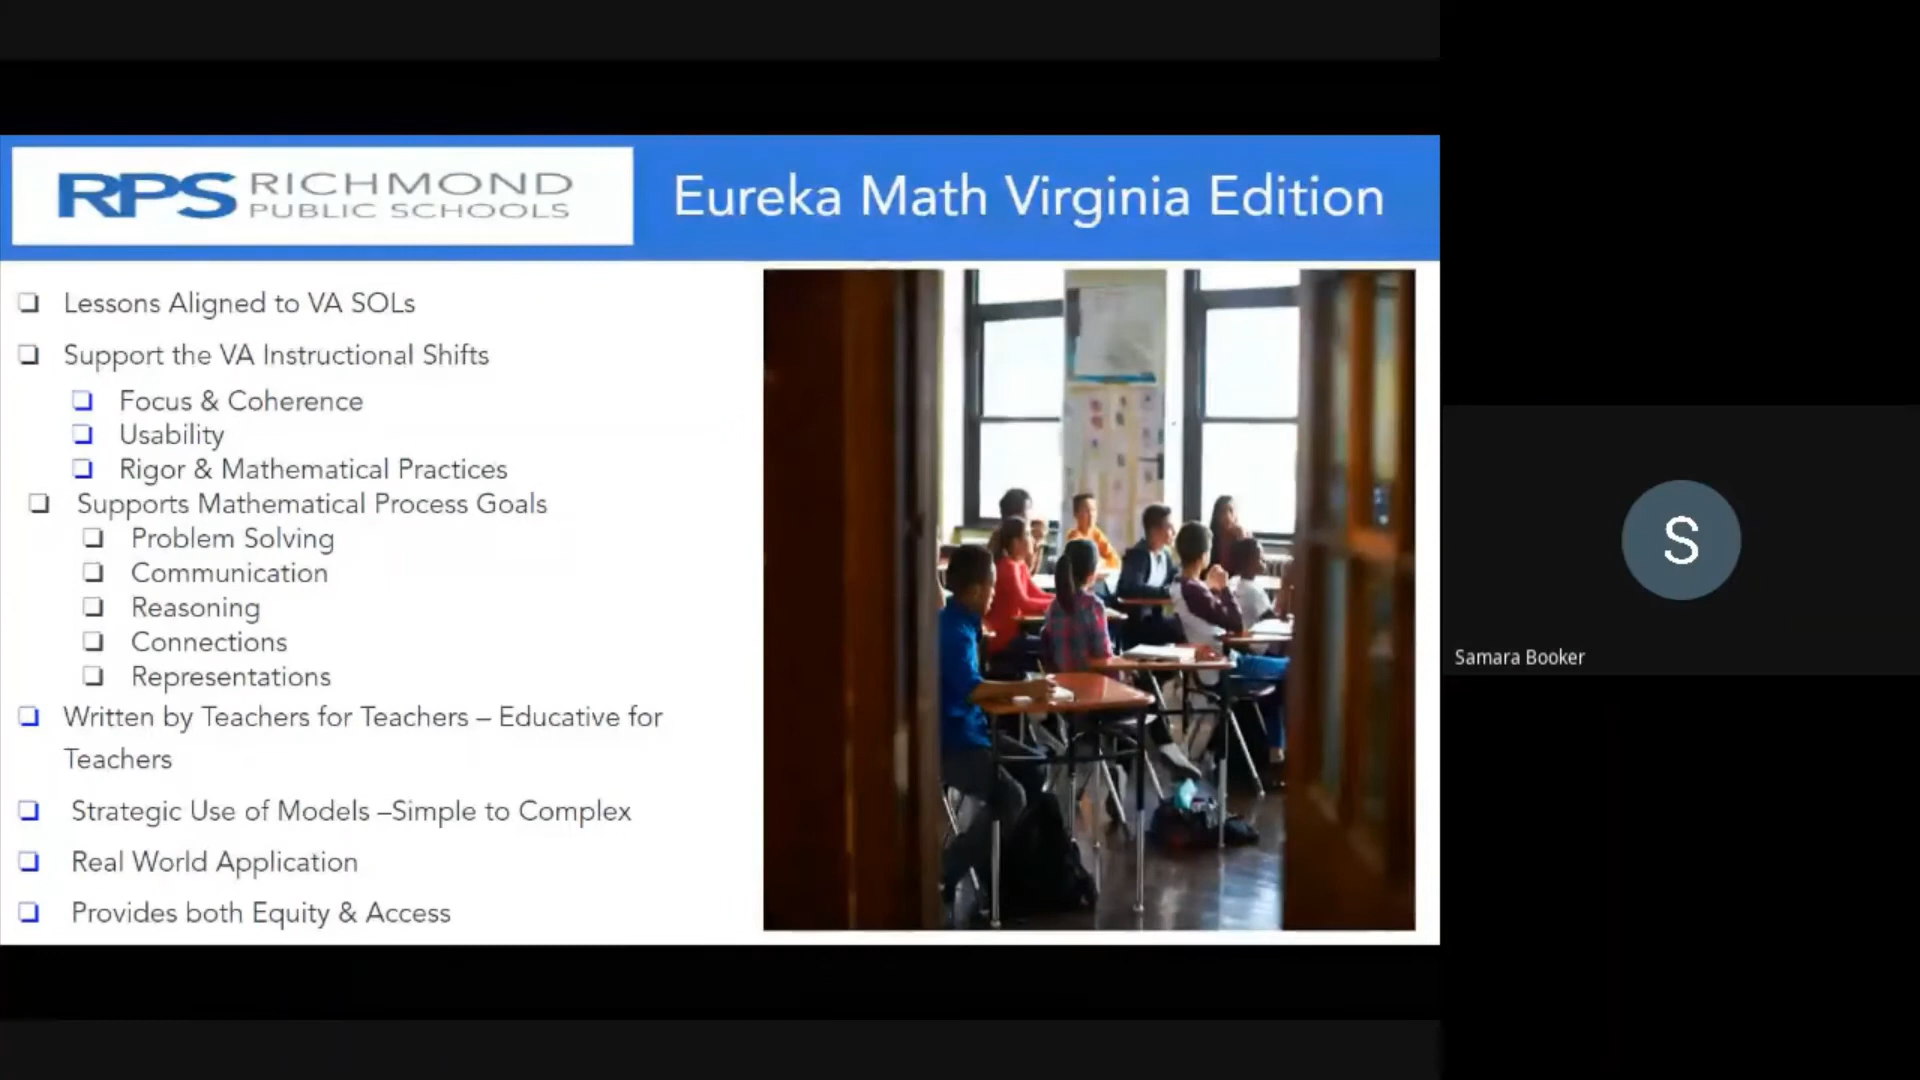 RPS RICHMOND
PUBLIC SCHOOLS
Eureka Math Virginia Edition
Lessons Aligned to VA SOLs
Support the VA Instructional Shifts
Focus & Coherence
Usability
Rigor & Mathematical Practices
Supports Mathematical Process Goals
Problem Solving
Communication
Reasoning
Connections
Representations
Written by Teachers for Teachers – Educative for
Teachers
Strategic Use of Models –Simple to Complex
Real World Application
Provides both Equity & Access
S
Samara Booker